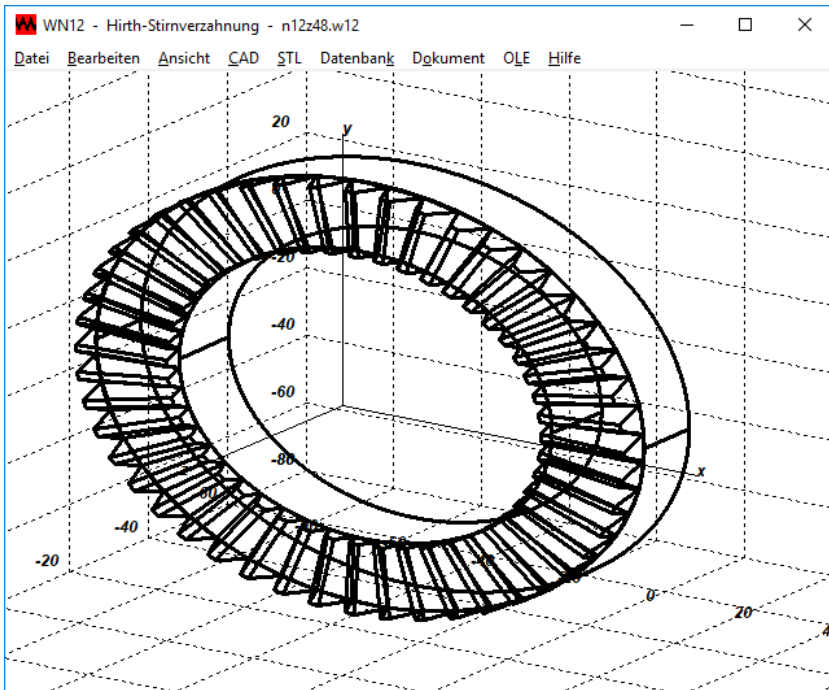 WN12 - Hirth-Stirnverzahnung - n12z48.w12
Datei Bearbeiten Ansicht CAD STL Datenbank Dokument OLE Hilfe
20
y
-20
-40
-60
-80
x
-40
-20
0
20